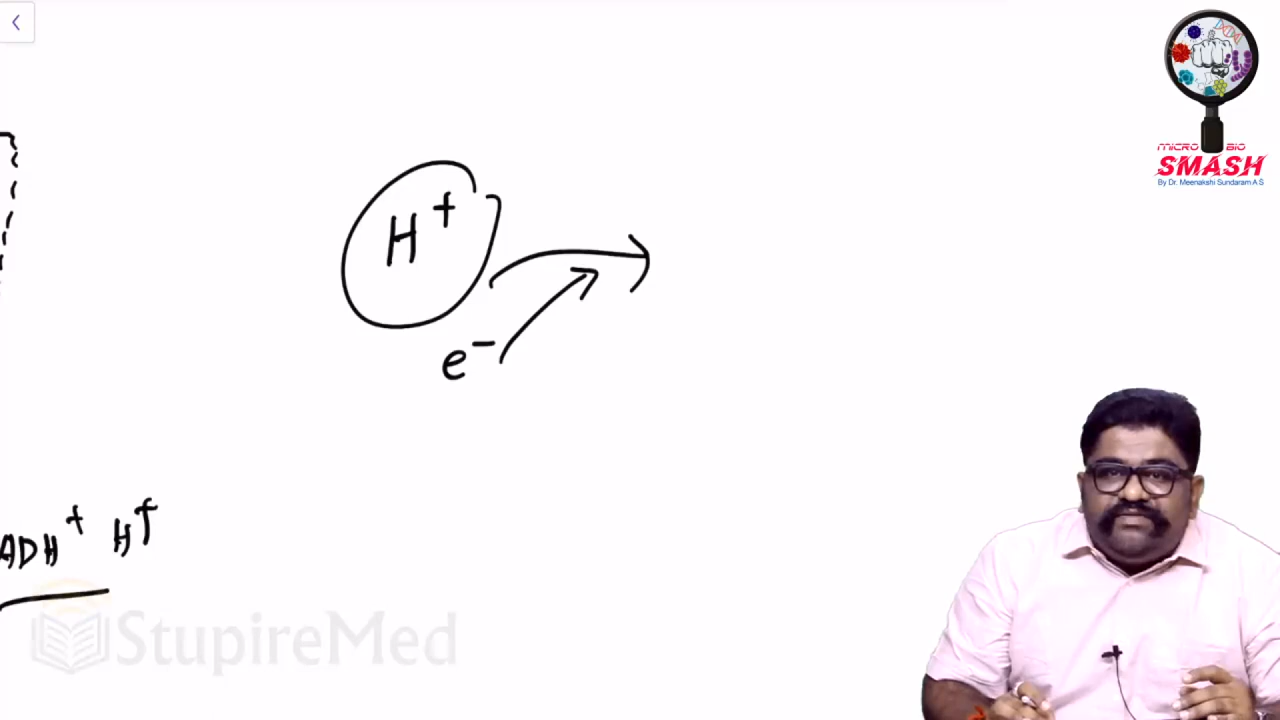 MICRO BIO
SMASH
By Dr. Meenakshi Sundaram A S
H+
e−
ADH+ H+
StupireMed